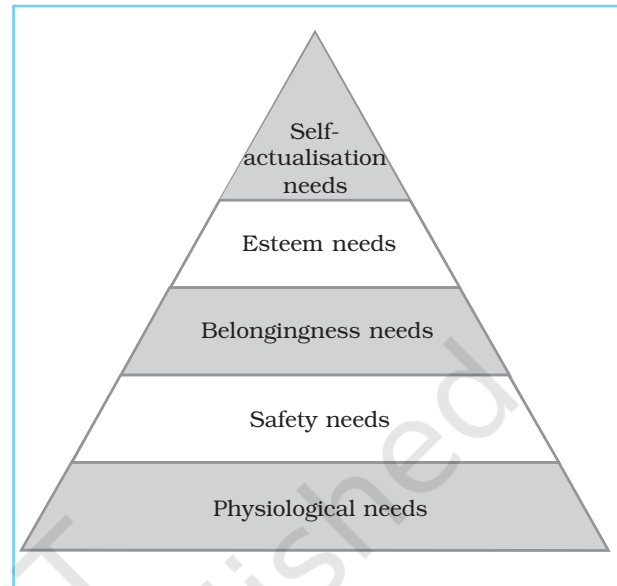 Self-
actualisation
needs
Esteem needs
Belongingness needs
Safety needs
Physiological needs